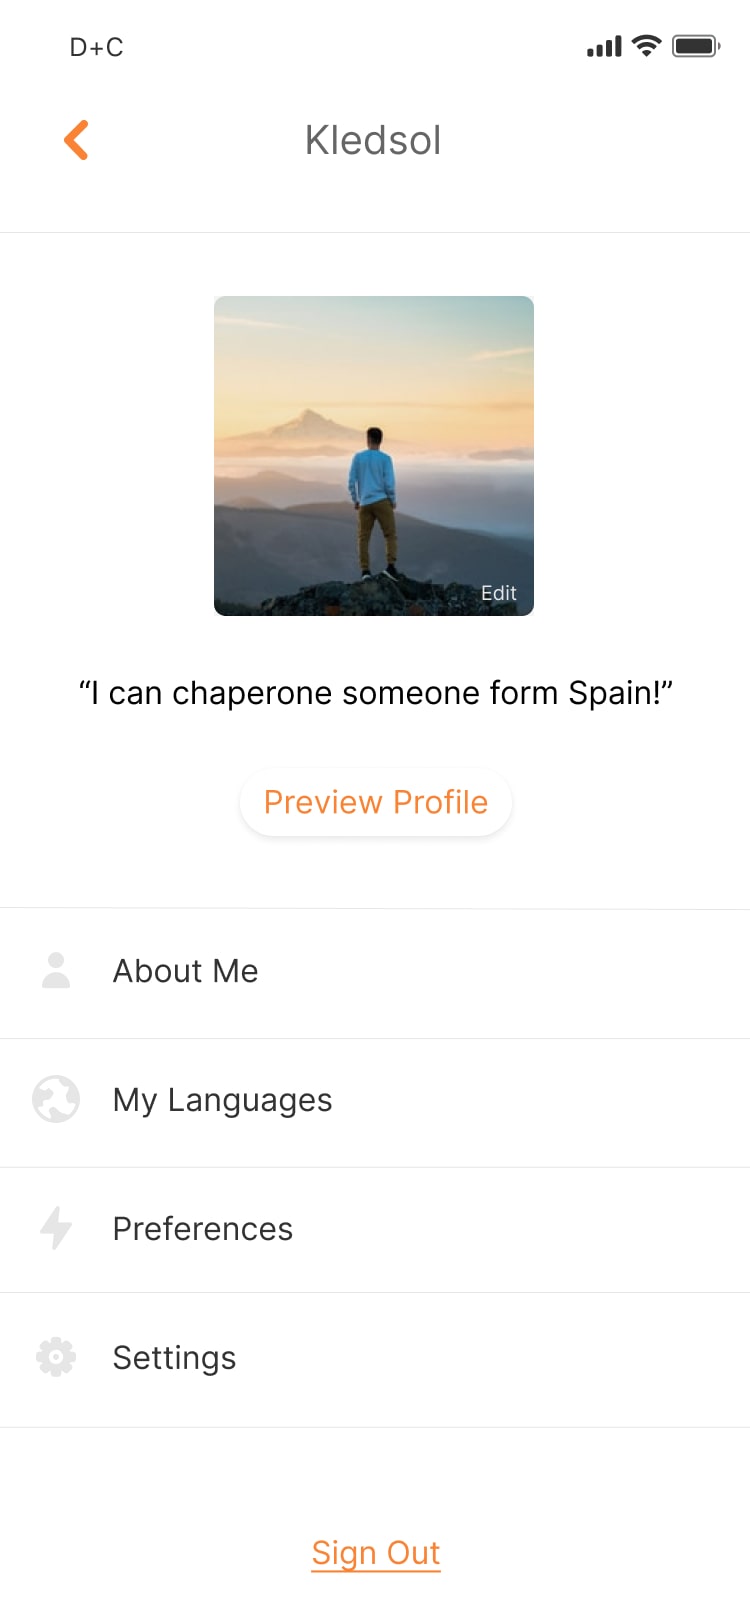 D+C
Kledsol
Edit
“I can chaperone someone form Spain!”
Preview Profile
About Me
My Languages
Preferences
Settings
Sign Out